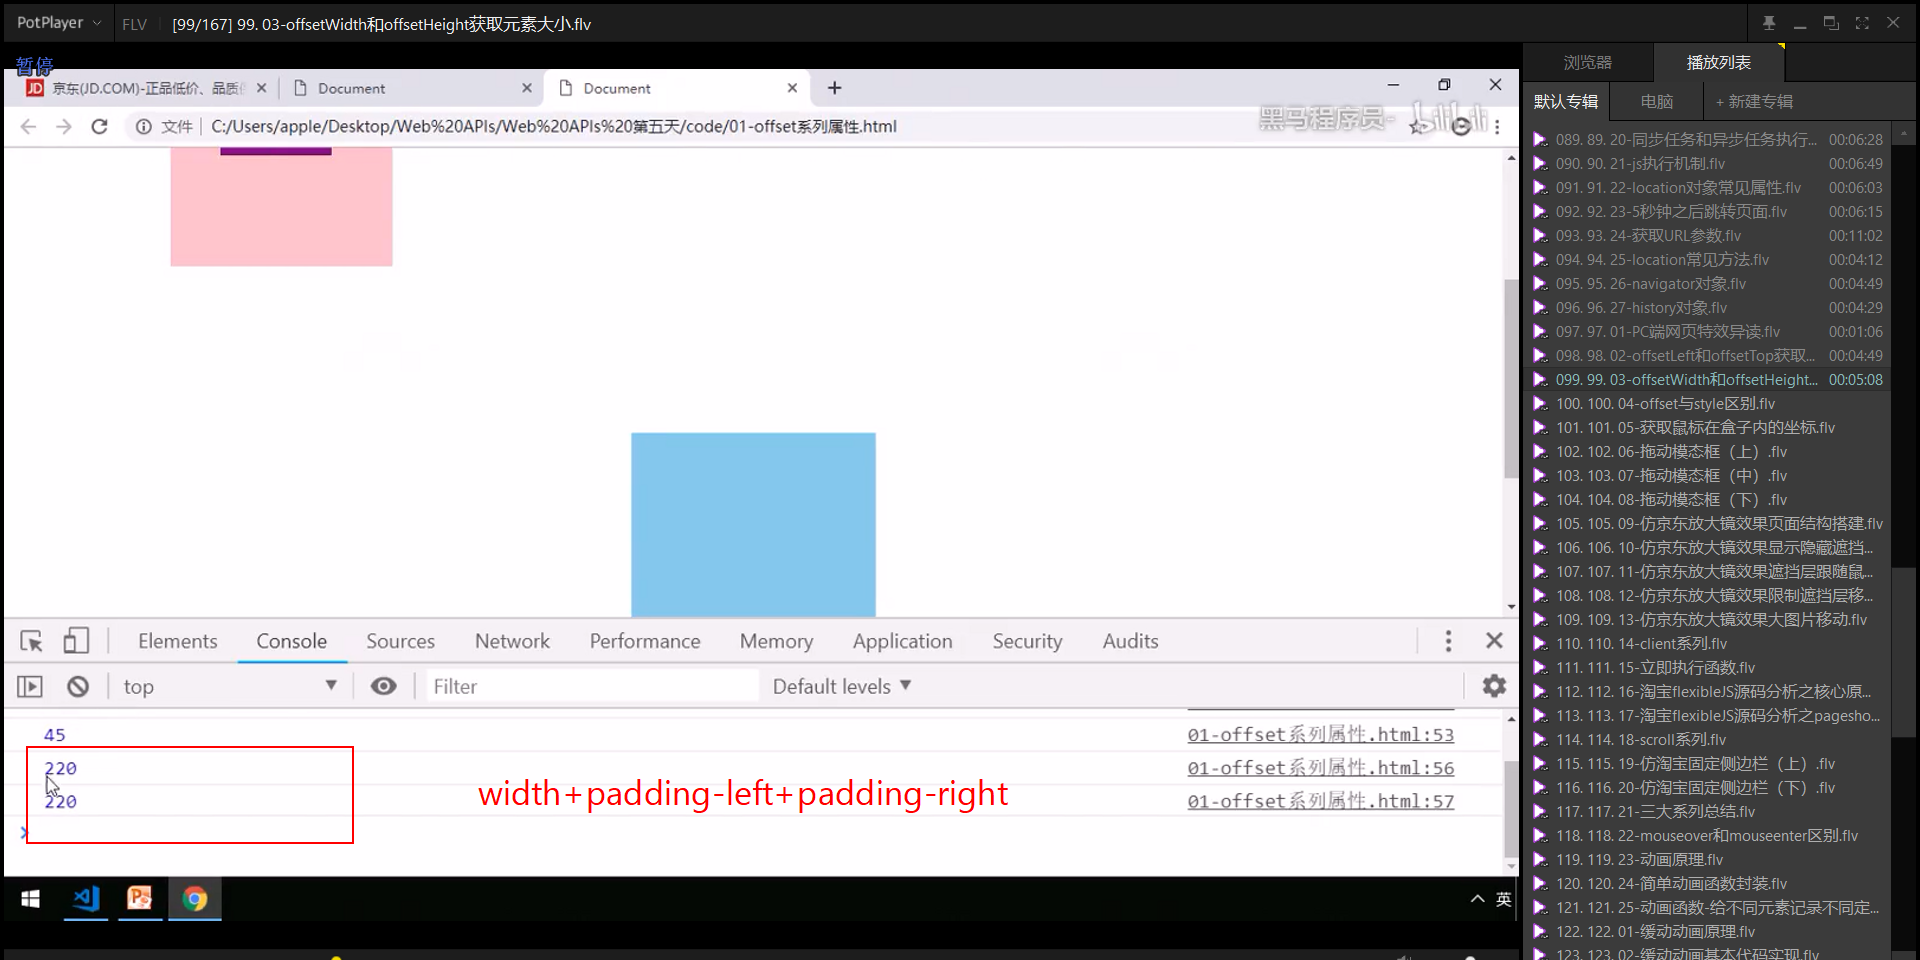 PotPlayer
FLV
[99/167] 99. 03-offsetWidth和offsetHeight获取元素大小.flv
暂停
京东(JD.COM)-正品低价、品质
Document
Document
文件
C:/Users/apple/Desktop/Web%20APIs/Web%20APIs%20第五天/code/01-offset系列属性.html
黑马程序员-
bilibili
Elements
Console
Sources
Network
Performance
Memory
Application
Security
Audits
top
Filter
Default levels
45
01-offset系列属性.html:53
220
01-offset系列属性.html:56
220
01-offset系列属性.html:57
width+padding-left+padding-right
英
浏览器
播放列表
默认专辑
电脑
+ 新建专辑
089. 89. 20-同步任务和异步任务执行... 00:06:28
090. 90. 21-js执行机制.flv 00:06:49
091. 91. 22-location对象常见属性.flv 00:06:03
092. 92. 23-5秒钟之后跳转页面.flv 00:06:15
093. 93. 24-获取URL参数.flv 00:11:02
094. 94. 25-location常见方法.flv 00:04:12
095. 95. 26-navigator对象.flv 00:04:49
096. 96. 27-history对象.flv 00:04:29
097. 97. 01-PC端网页特效异读.flv 00:01:06
098. 98. 02-offsetLeft和offsetTop获取... 00:04:49
099. 99. 03-offsetWidth和offsetHeight... 00:05:08
100. 100. 04-offset与style区别.flv
101. 101. 05-获取鼠标在盒子内的坐标.flv
102. 102. 06-拖动模态框（上）.flv
103. 103. 07-拖动模态框（中）.flv
104. 104. 08-拖动模态框（下）.flv
105. 105. 09-仿京东放大镜效果页面结构搭建.flv
106. 106. 10-仿京东放大镜效果显示隐藏遮挡...
107. 107. 11-仿京东放大镜效果遮挡层跟随鼠...
108. 108. 12-仿京东放大镜效果限制遮挡层移...
109. 109. 13-仿京东放大镜效果大图片移动.flv
110. 110. 14-client系列.flv
111. 111. 15-立即执行函数.flv
112. 112. 16-淘宝flexibleJS源码分析之核心原...
113. 113. 17-淘宝flexibleJS源码分析之pagesho...
114. 114. 18-scroll系列.flv
115. 115. 19-仿淘宝固定侧边栏（上）.flv
116. 116. 20-仿淘宝固定侧边栏（下）.flv
117. 117. 21-三大系列总结.flv
118. 118. 22-mouseover和mouseenter区别.flv
119. 119. 23-动画原理.flv
120. 120. 24-简单动画函数封装.flv
121. 121. 25-动画函数-给不同元素记录不同定...
122. 122. 01-缓动动画原理.flv
123. 123. 02-缓动动画基本代码实现.flv